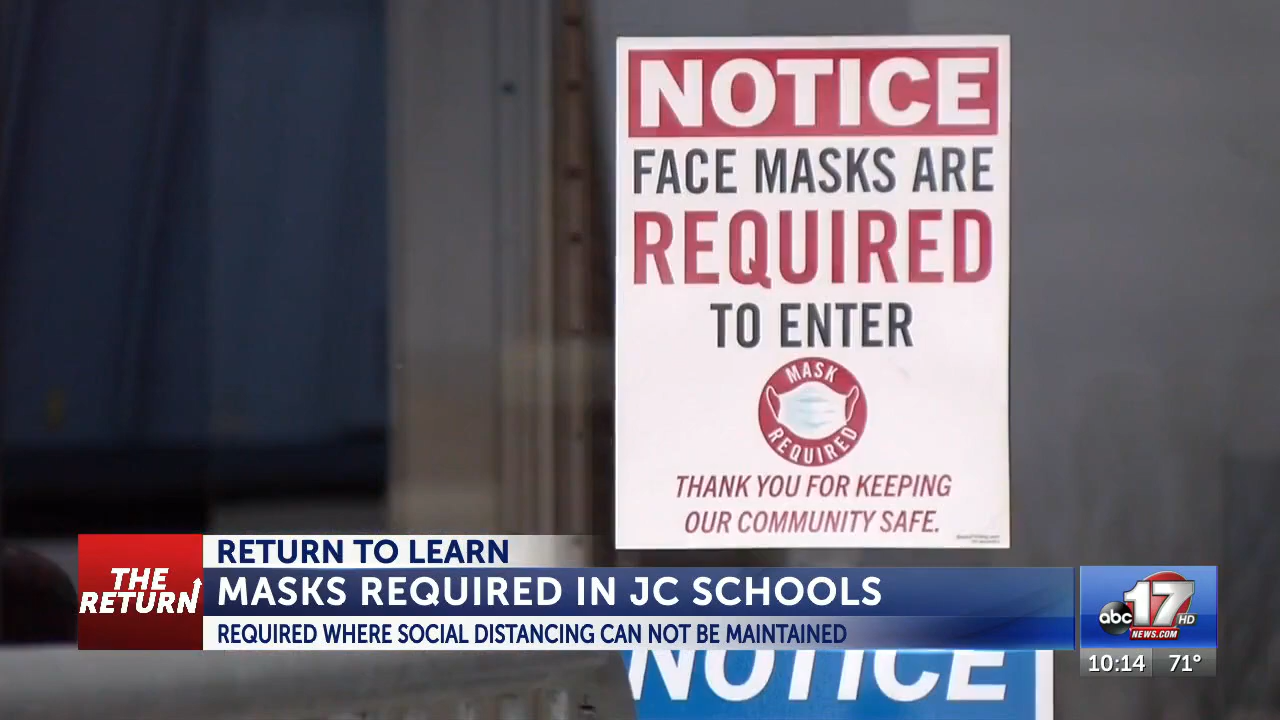 NOTICE
FACE MASKS ARE
REQUIRED
TO ENTER
MASK
REQUIRED
THANK YOU FOR KEEPING
OUR COMMUNITY SAFE.
THE
RETURN
RETURN TO LEARN
MASKS REQUIRED IN JC SCHOOLS
REQUIRED WHERE SOCIAL DISTANCING CAN NOT BE MAINTAINED
abc 17 HD
NEWS.COM
10:14 71°
NOTICE